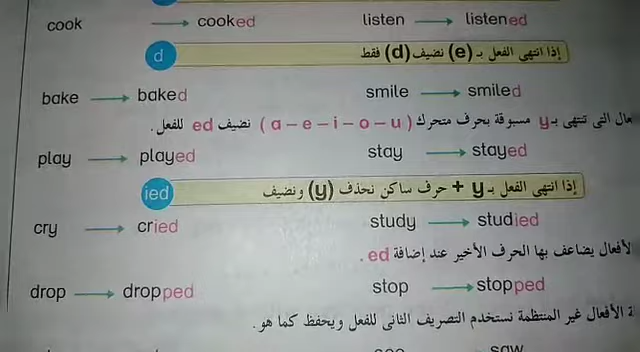 cook → cooked listen → listened
d إذا انتهى الفعل بـ (e) نضيف (d) فقط
bake → baked smile → smiled
التى تنتهى بـ y مسبوقة بحرف متحرك (a – e – i – o – u) نضيف ed للفعل.
play → played stay → stayed
ied إذا انتهى الفعل بـ y + حرف ساكن نحذف (y) ونضيف
cry → cried study → studied
الأفعال يضاعف بها الحرف الأخير عند إضافة ed.
drop → dropped stop → stopped
الأفعال غير المنتظمة نستخدم التصريف الثانى للفعل ويحفظ كما هو.
see saw